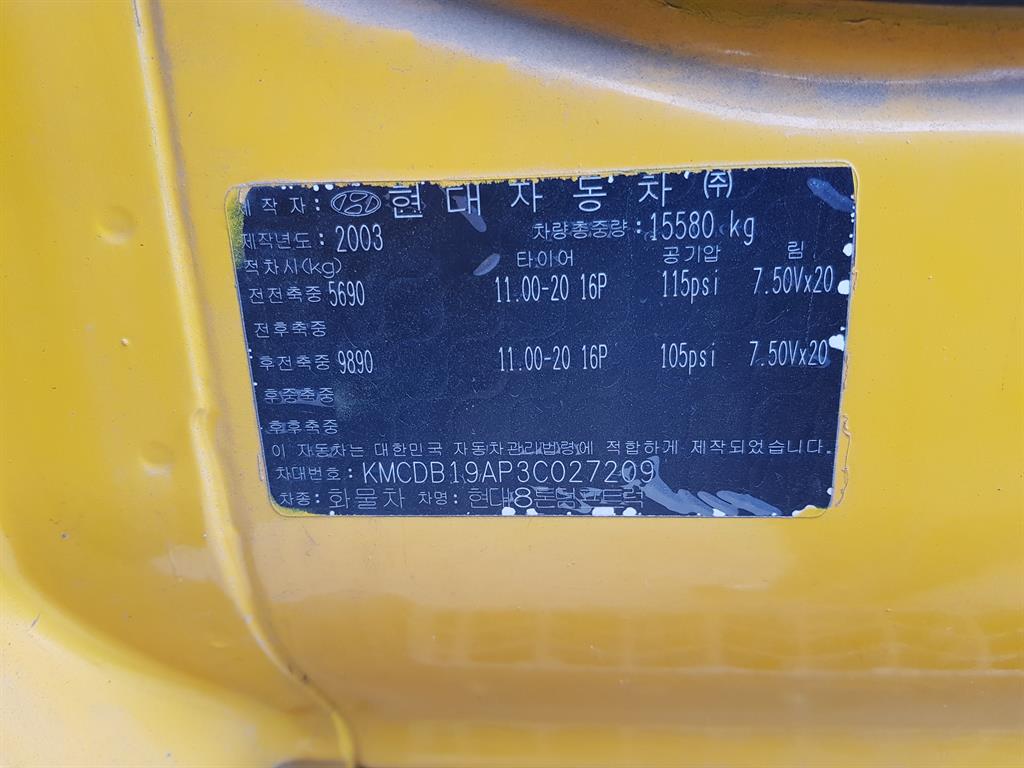 제 작 자 : 현 대 자 동 차 ㈜
제작년도 : 2003 차량총중량 : 15580 kg
적차시(kg) 타이어 공기압 림
전전축중 5690 11.00-20 16P 115psi 7.50Vx20
전후축중
후전축중 9890 11.00-20 16P 105psi 7.50Vx20
후중축중
후후축중
이 자동차는 대한민국 자동차관리법령에 적합하게 제작되었습니다.
차대번호 : KMCDB19AP3C027209
차종: 화물차 차명: 현대8톤덤프트럭